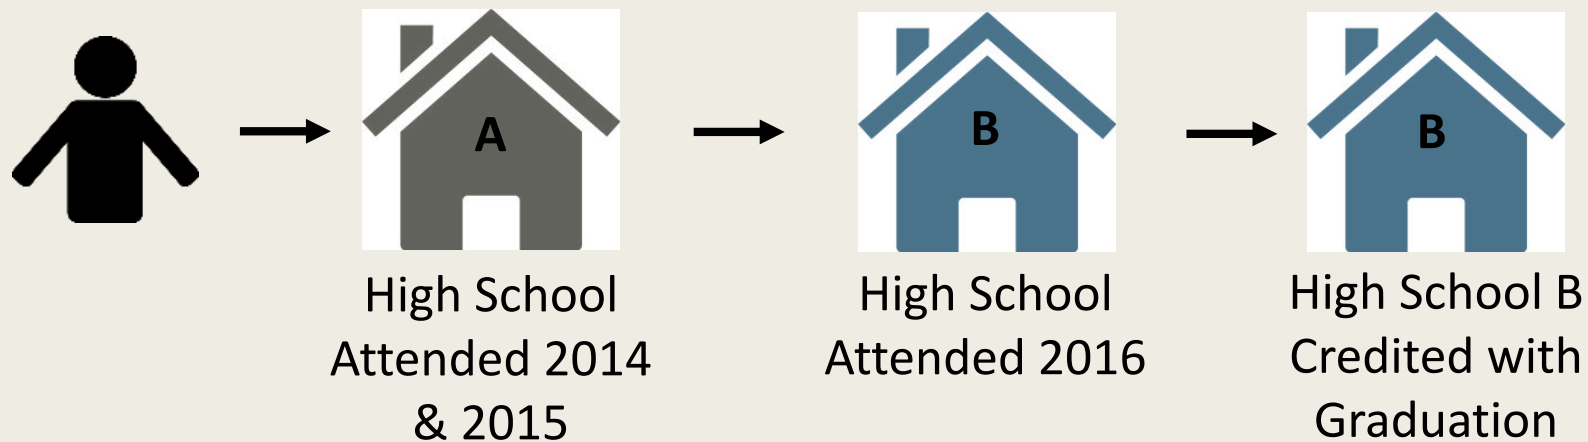 A
B
B
High School
Attended 2014
& 2015
High School
Attended 2016
High School B
Credited with
Graduation